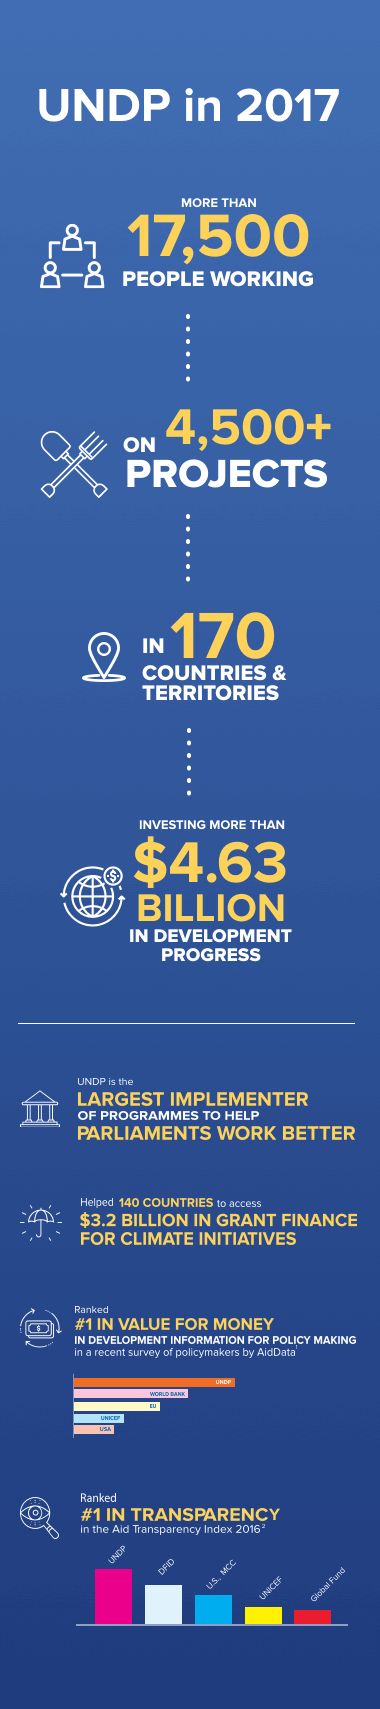 UNDP in 2017
MORE THAN
17,500
PEOPLE WORKING
ON 4,500+
PROJECTS
IN 170
COUNTRIES &
TERRITORIES
INVESTING MORE THAN
$4.63
BILLION
IN DEVELOPMENT
PROGRESS
UNDP is the
LARGEST IMPLEMENTER
OF PROGRAMMES TO HELP
PARLIAMENTS WORK BETTER
Helped 140 COUNTRIES to access
$3.2 BILLION IN GRANT FINANCE
FOR CLIMATE INITIATIVES
Ranked
#1 IN VALUE FOR MONEY
IN DEVELOPMENT INFORMATION FOR POLICY MAKING
in a recent survey of policymakers by AidData¹
UNDP
WORLD BANK
EU
UNICEF
USA
Ranked
#1 IN TRANSPARENCY
in the Aid Transparency Index 2016²
UNDP
DFID
U.S., MCC
UNICEF
Global Fund